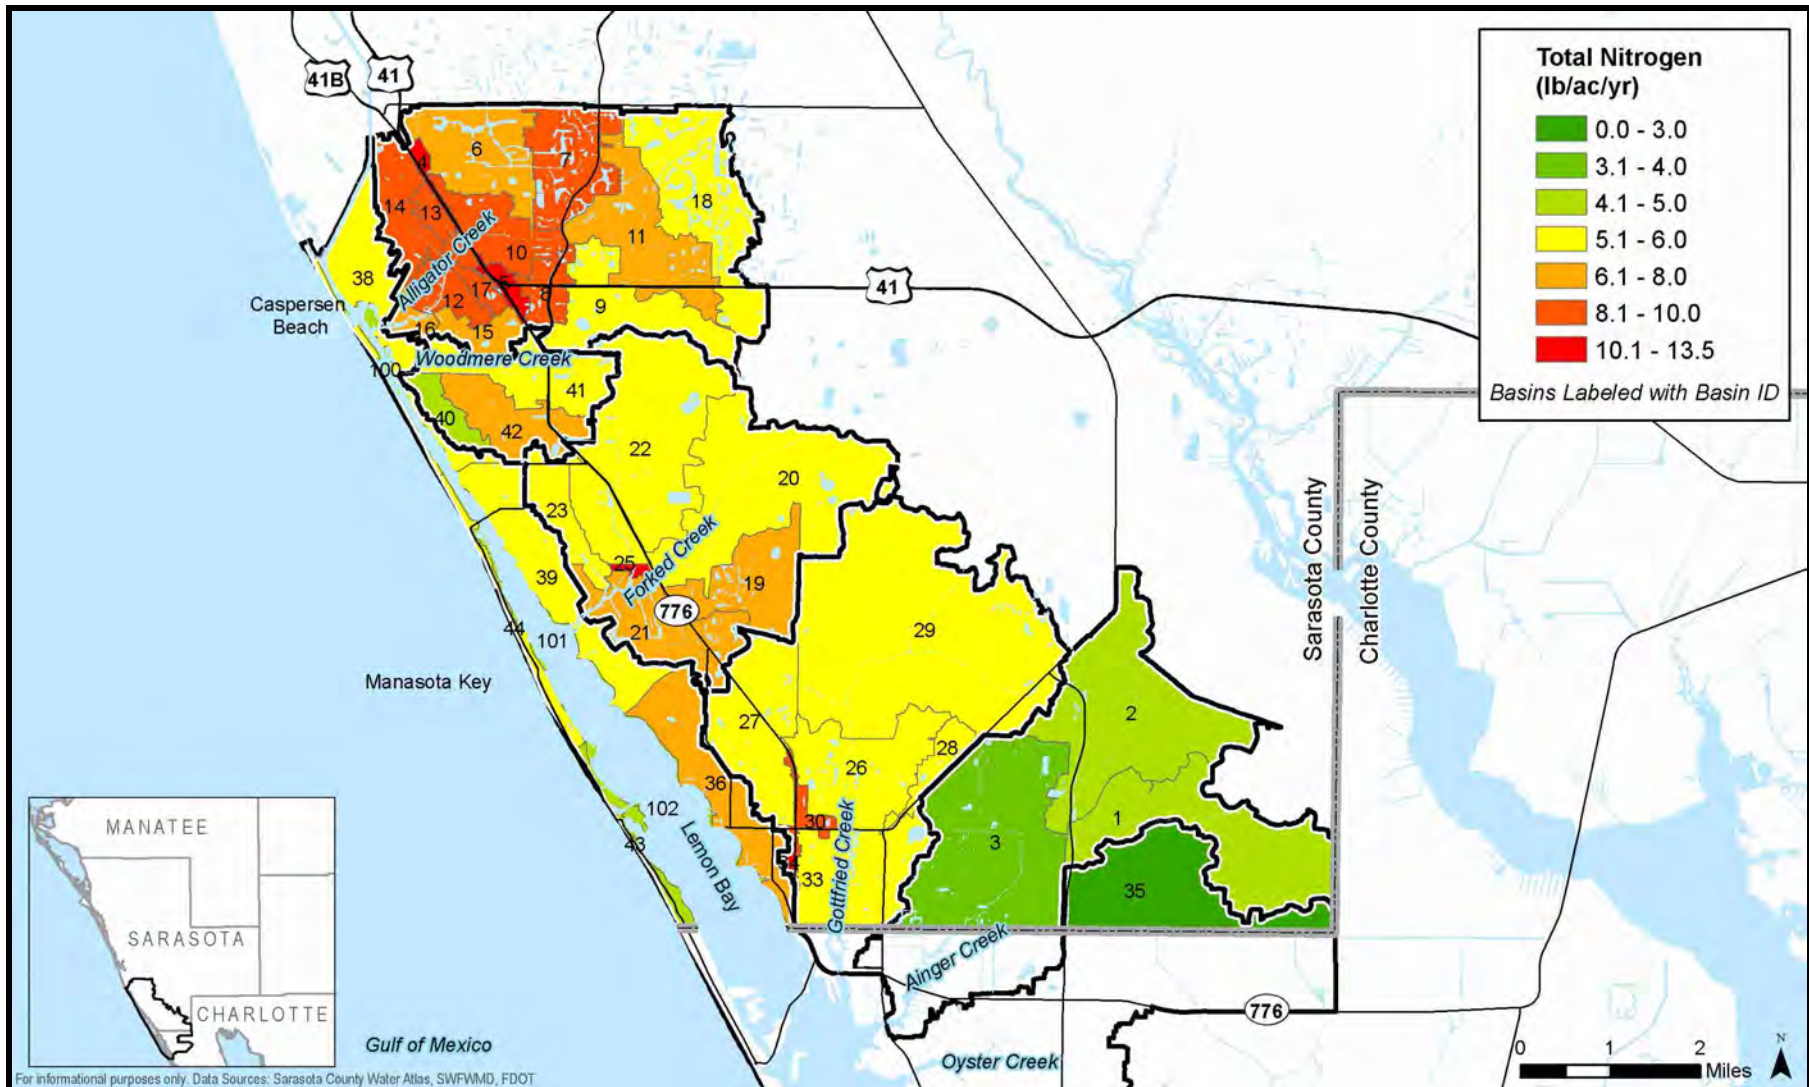 41B
41
Total Nitrogen
(lb/ac/yr)
0.0 - 3.0
3.1 - 4.0
4.1 - 5.0
5.1 - 6.0
6.1 - 8.0
8.1 - 10.0
10.1 - 13.5
Basins Labeled with Basin ID
4
6
7
18
14
13
11
10
Alligator Creek
38
41
12
17
8
9
Caspersen
Beach
16
15
Woodmere Creek
100
41
40
42
22
20
23
25
Forked Creek
39
19
776
21
44
101
29
Sarasota County
Charlotte County
Manasota Key
27
2
28
26
36
102
30
1
43
3
Lemon Bay
33
Gottfried Creek
35
MANATEE
SARASOTA
CHARLOTTE
Ainger Creek
776
Gulf of Mexico
Oyster Creek
0 1 2
Miles
N
For informational purposes only. Data Sources: Sarasota County Water Atlas, SWFWMD, FDOT